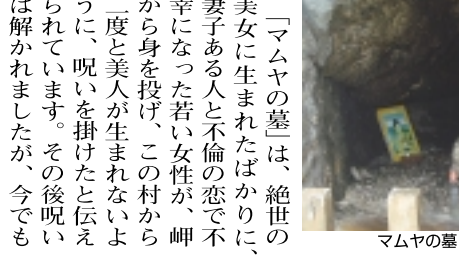 「マムヤの墓」は、絶世の
美女に生まれたばかりに、
妻子ある人と不倫の恋で不
幸になった若い女性が、岬
から身を投げ、この村から
二度と美人が生まれないよ
うに、呪いを掛けたと伝え
られています。その後呪い
は解かれましたが、今でも
マムヤの墓